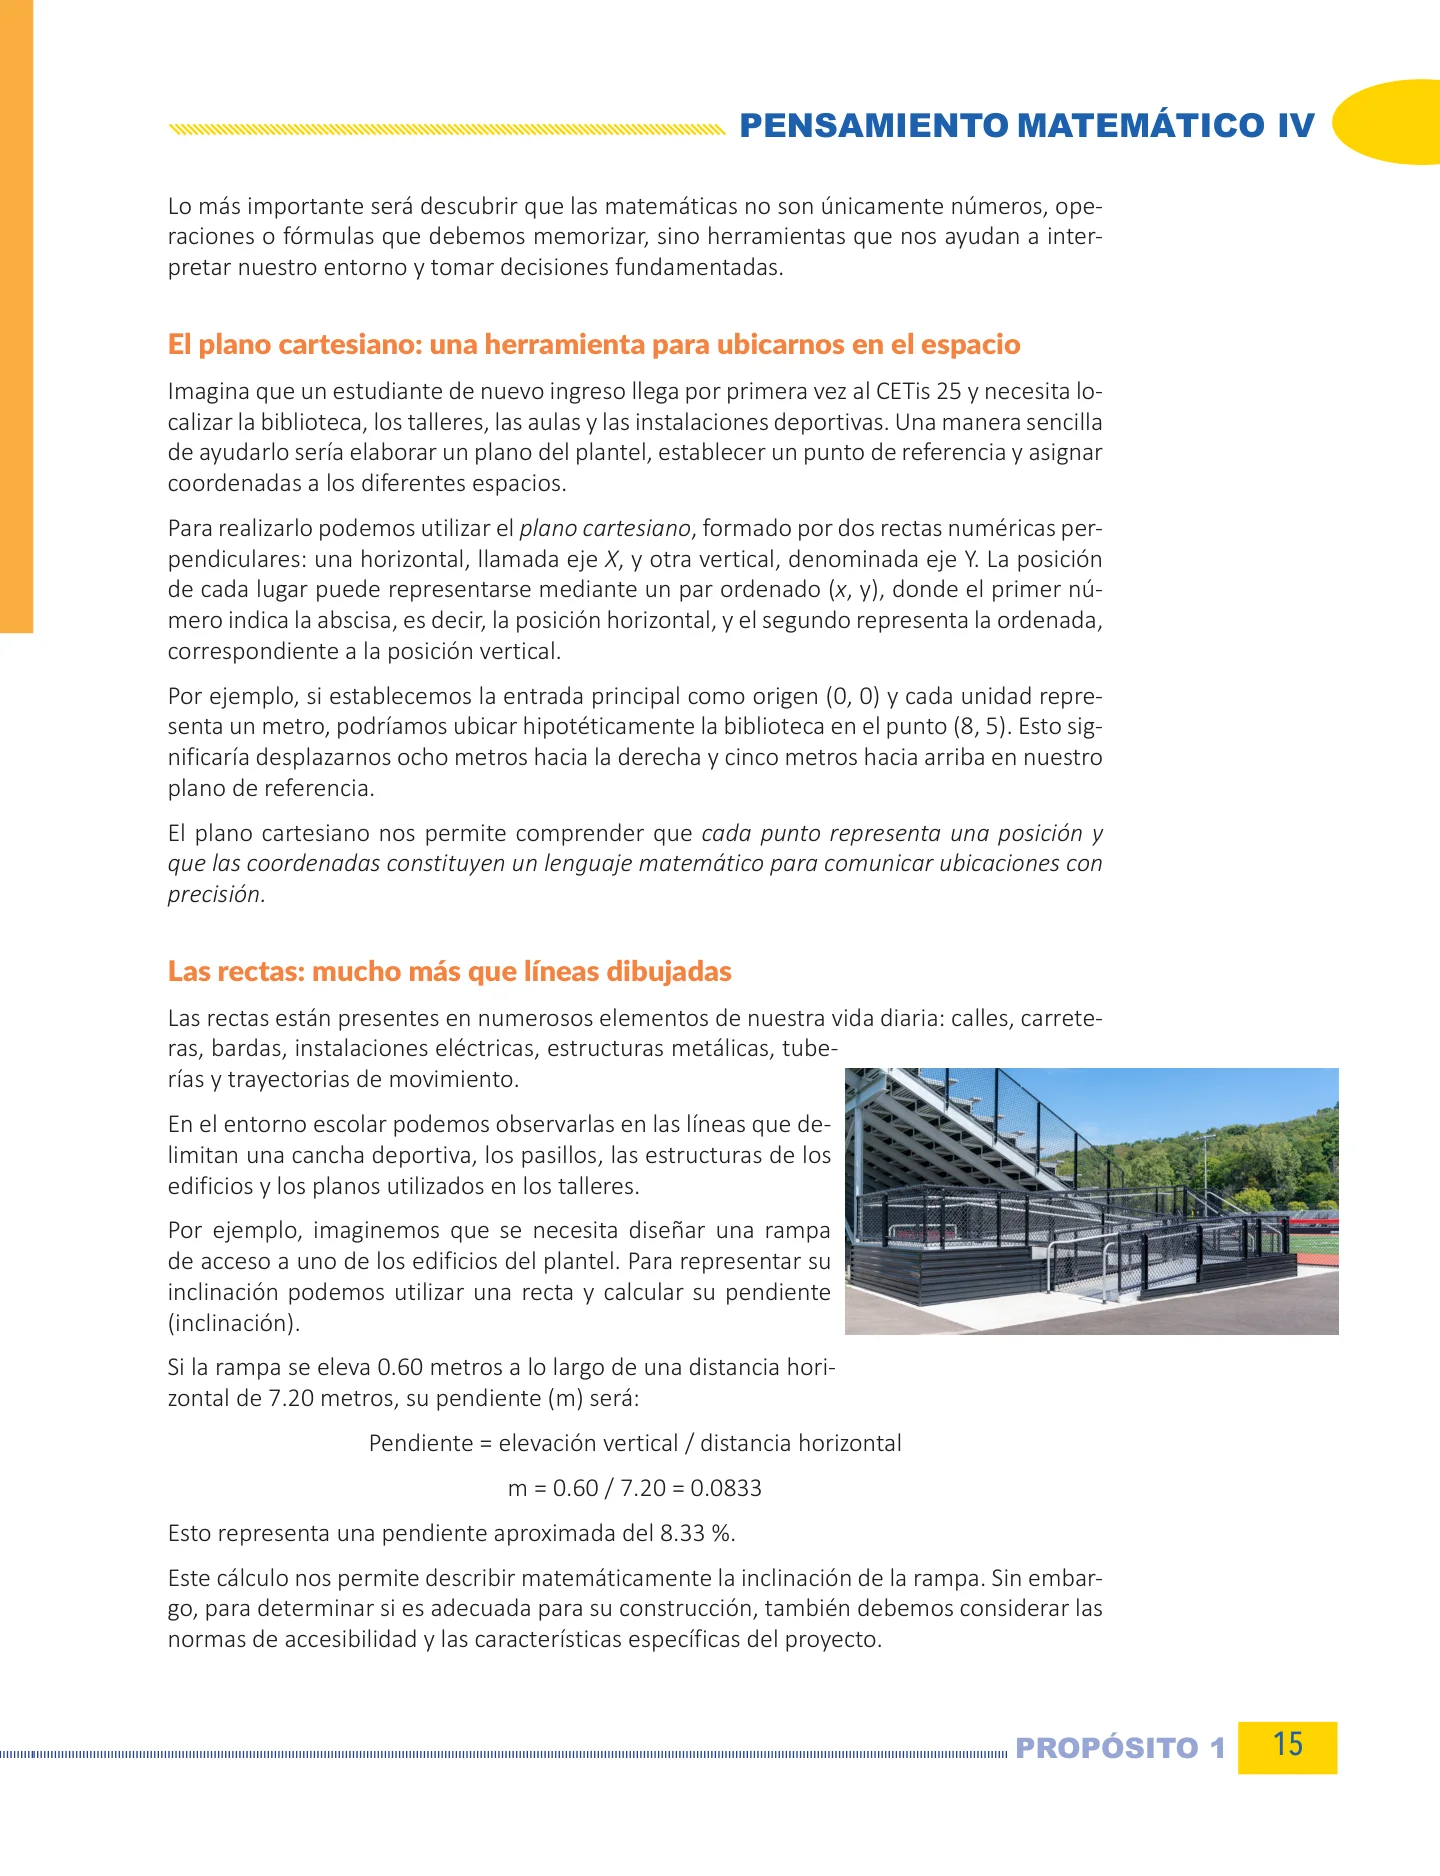 PENSAMIENTO MATEMÁTICO IV
Lo más importante será descubrir que las matemáticas no son únicamente números, ope-
raciones o fórmulas que debemos memorizar, sino herramientas que nos ayudan a inter-
pretar nuestro entorno y tomar decisiones fundamentadas.
El plano cartesiano: una herramienta para ubicarnos en el espacio
Imagina que un estudiante de nuevo ingreso llega por primera vez al CETis 25 y necesita lo-
calizar la biblioteca, los talleres, las aulas y las instalaciones deportivas. Una manera sencilla
de ayudarlo sería elaborar un plano del plantel, establecer un punto de referencia y asignar
coordenadas a los diferentes espacios.
Para realizarlo podemos utilizar el plano cartesiano, formado por dos rectas numéricas per-
pendiculares: una horizontal, llamada eje X, y otra vertical, denominada eje Y. La posición
de cada lugar puede representarse mediante un par ordenado (x, y), donde el primer nú-
mero indica la abscisa, es decir, la posición horizontal, y el segundo representa la ordenada,
correspondiente a la posición vertical.
Por ejemplo, si establecemos la entrada principal como origen (0, 0) y cada unidad repre-
senta un metro, podríamos ubicar hipotéticamente la biblioteca en el punto (8, 5). Esto sig-
nificaría desplazarnos ocho metros hacia la derecha y cinco metros hacia arriba en nuestro
plano de referencia.
El plano cartesiano nos permite comprender que cada punto representa una posición y
que las coordenadas constituyen un lenguaje matemático para comunicar ubicaciones con
precisión.
Las rectas: mucho más que líneas dibujadas
Las rectas están presentes en numerosos elementos de nuestra vida diaria: calles, carrete-
ras, bardas, instalaciones eléctricas, estructuras metálicas, tube-
rías y trayectorias de movimiento.
En el entorno escolar podemos observarlas en las líneas que de-
limitan una cancha deportiva, los pasillos, las estructuras de los
edificios y los planos utilizados en los talleres.
Por ejemplo, imaginemos que se necesita diseñar una rampa
de acceso a uno de los edificios del plantel. Para representar su
inclinación podemos utilizar una recta y calcular su pendiente
(inclinación).
Si la rampa se eleva 0.60 metros a lo largo de una distancia hori-
zontal de 7.20 metros, su pendiente (m) será:
Pendiente = elevación vertical / distancia horizontal
m = 0.60 / 7.20 = 0.0833
Esto representa una pendiente aproximada del 8.33 %.
Este cálculo nos permite describir matemáticamente la inclinación de la rampa. Sin embar-
go, para determinar si es adecuada para su construcción, también debemos considerar las
normas de accesibilidad y las características específicas del proyecto.
PROPÓSITO 1
15